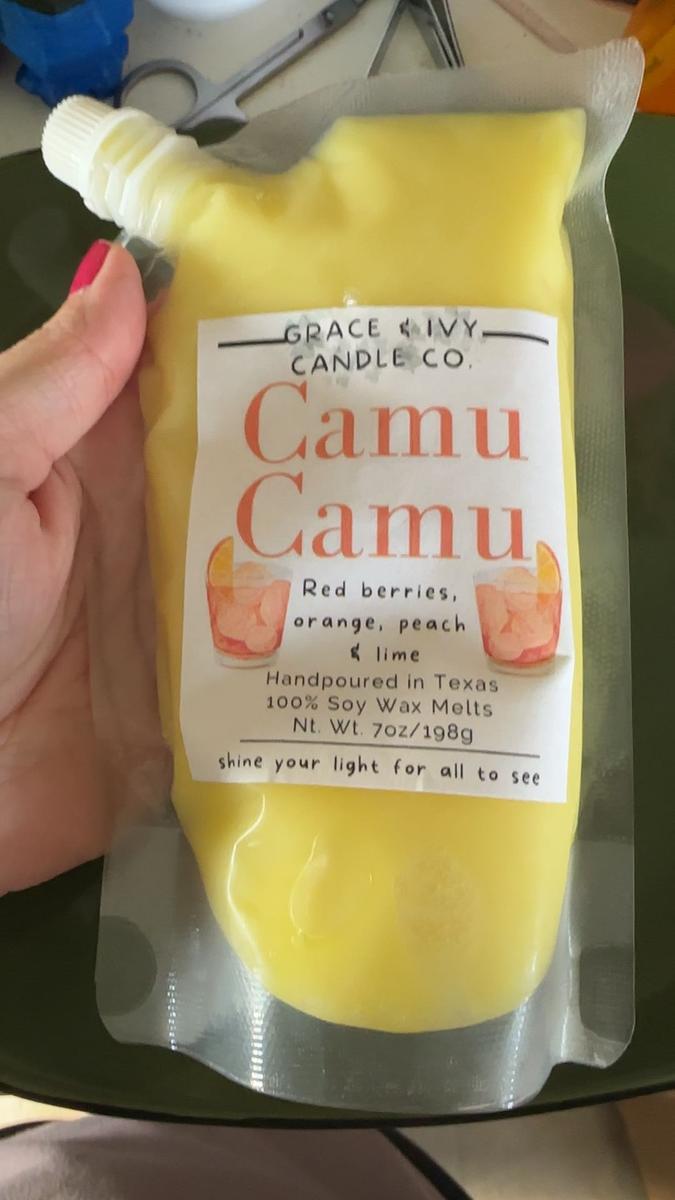 GRACE & IVY
CANDLE CO.
Camu
Camu
Red berries,
orange, peach
& lime
Handpoured in Texas
100% Soy Wax Melts
Nt. Wt. 7oz/198g
shine your light for all to see